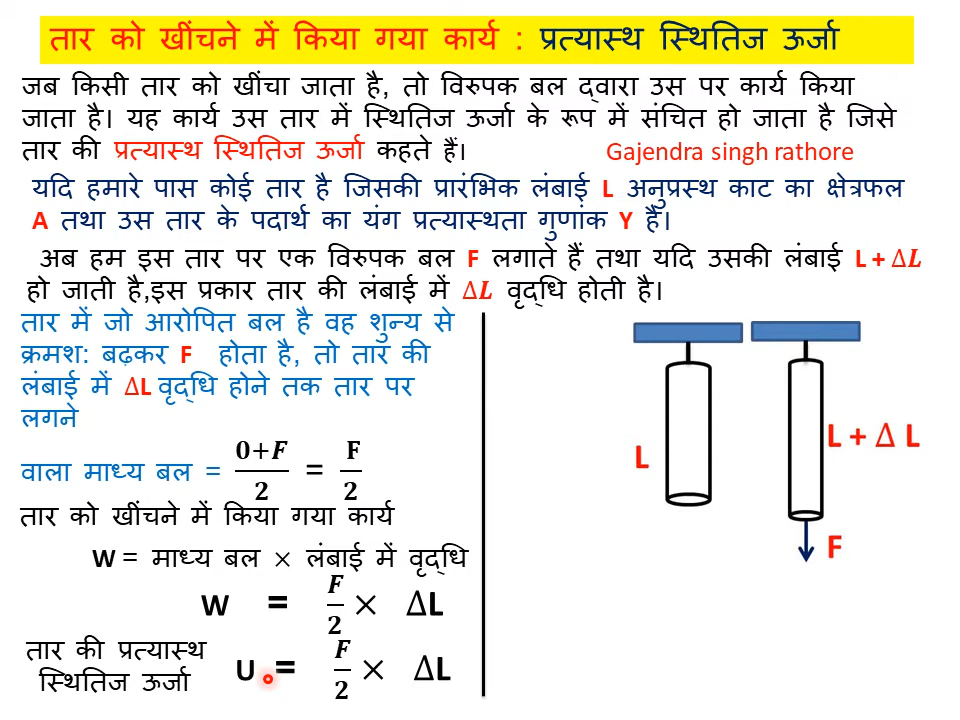 तार को खींचने में किया गया कार्य : प्रत्यास्थ स्थितिज ऊर्जा
जब किसी तार को खींचा जाता है, तो विरुपक बल द्वारा उस पर कार्य किया
जाता है। यह कार्य उस तार में स्थितिज ऊर्जा के रूप में संचित हो जाता है जिसे
तार की प्रत्यास्थ स्थितिज ऊर्जा कहते हैं। Gajendra singh rathore
यदि हमारे पास कोई तार है जिसकी प्रारंभिक लंबाई L अनुप्रस्थ काट का क्षेत्रफल
A तथा उस तार के पदार्थ का यंग प्रत्यास्थता गुणांक Y है।
अब हम इस तार पर एक विरुपक बल F लगाते हैं तथा यदि उसकी लंबाई L + ΔL
हो जाती है,इस प्रकार तार की लंबाई में ΔL वृद्धि होती है।
तार में जो आरोपित बल है वह शुन्य से
क्रमश: बढ़कर F होता है, तो तार की
लंबाई में ΔL वृद्धि होने तक तार पर
लगने
वाला माध्य बल = (0+F)/2 = F/2
तार को खींचने में किया गया कार्य
W = माध्य बल × लंबाई में वृद्धि
W = F/2 × ΔL
तार की प्रत्यास्थ
स्थितिज ऊर्जा U = F/2 × ΔL
L
L + Δ L
F